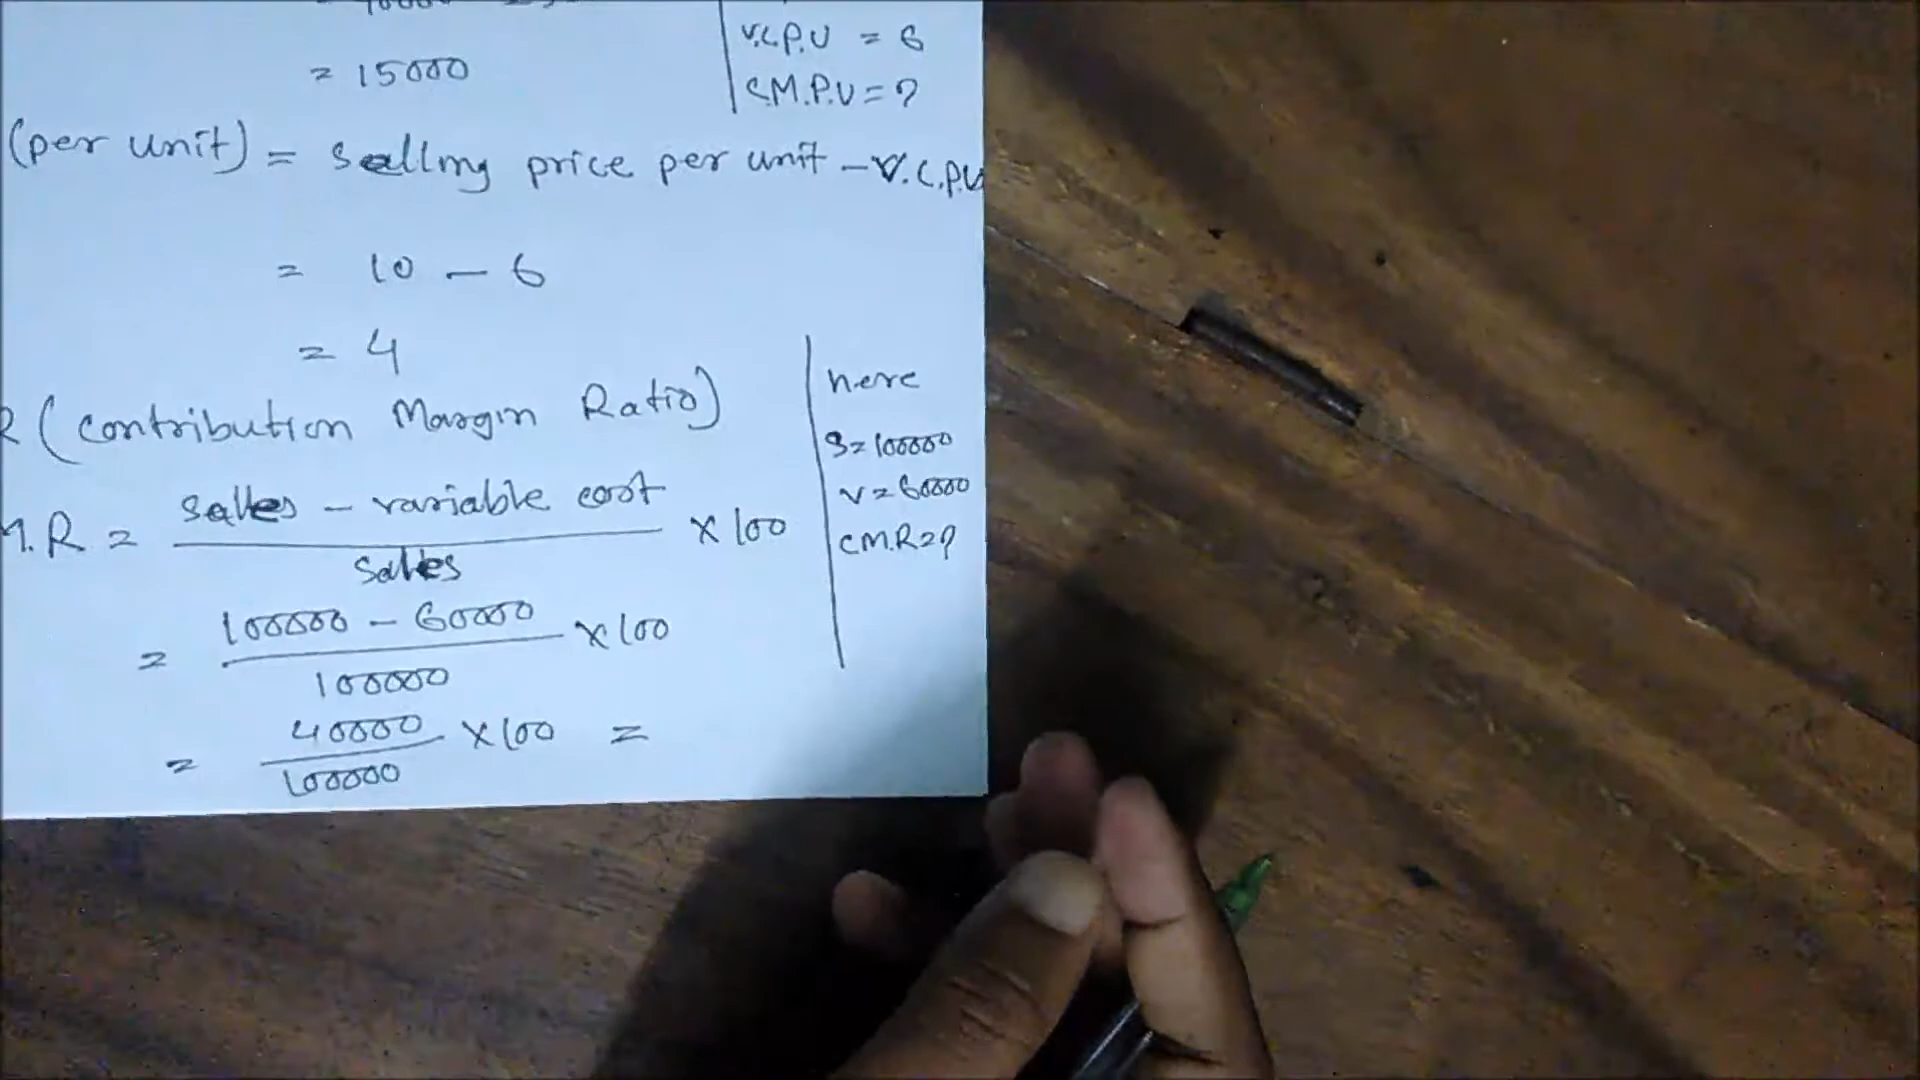 = 15000
V.C.P.U = 6
C.M.P.U = ?
(per unit) = selling price per unit - V.C.P.U
= 10 - 6
= 4
R (Contribution Margin Ratio)
M.R = sales - variable cost / sales × 100
= 100000 - 60000 / 100000 × 100
= 40000 / 100000 × 100 =
here
S = 100000
V = 60000
C.M.R = ?